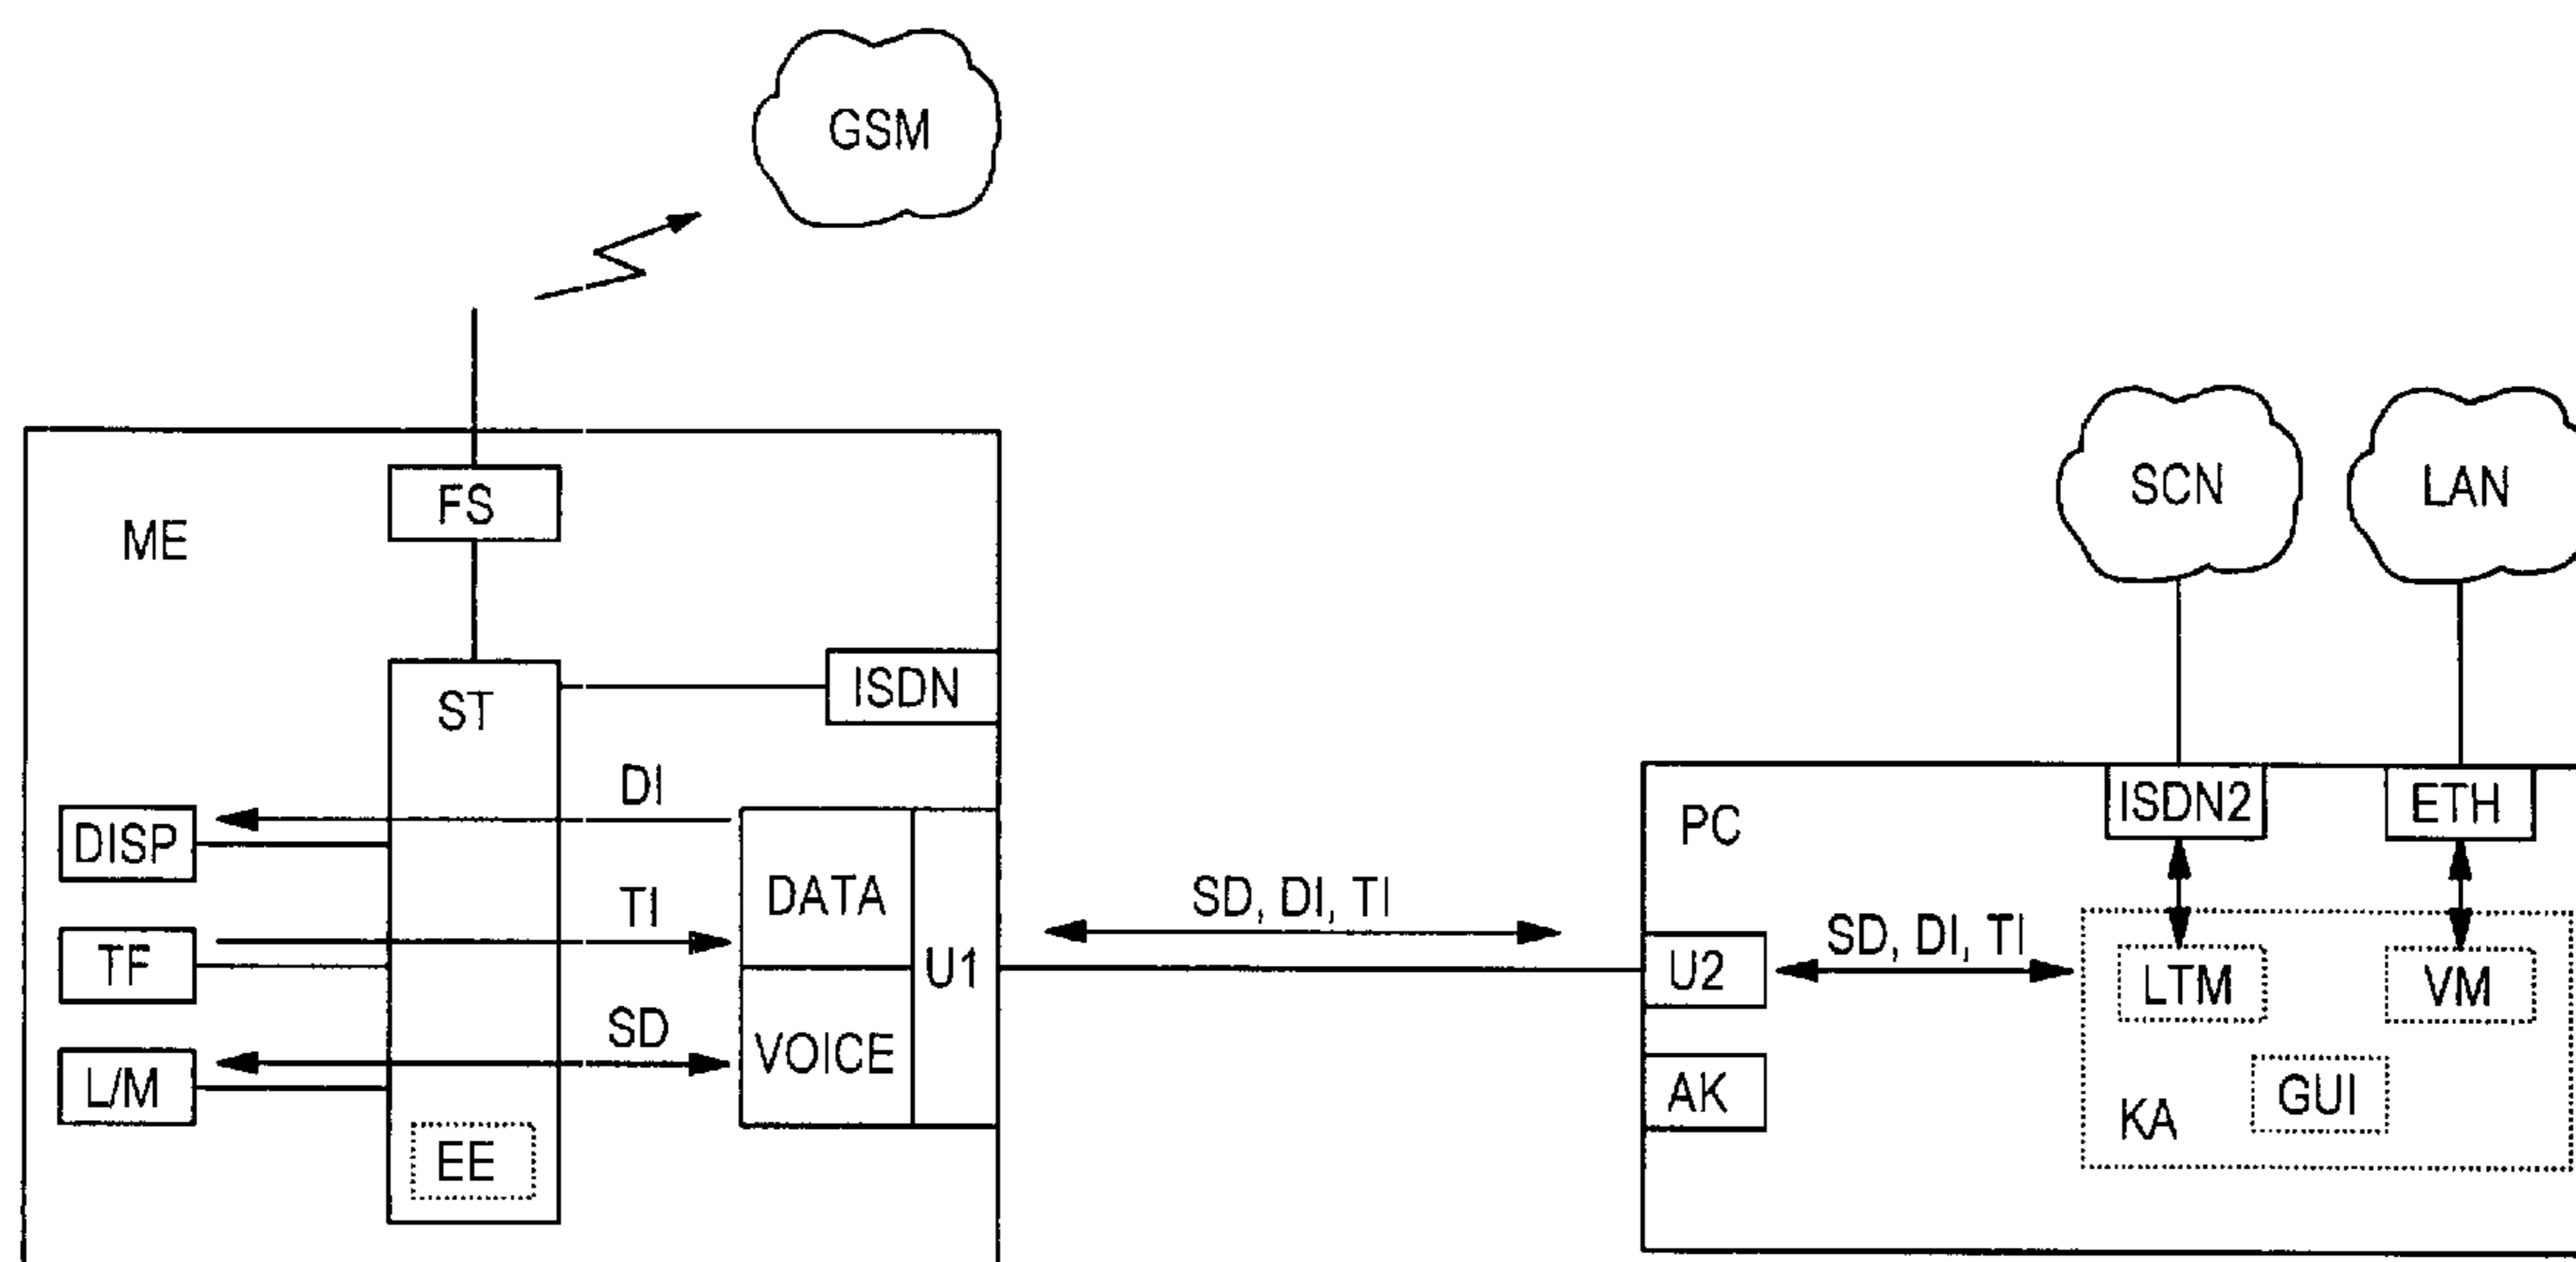 GSM
SCN
LAN
ME
FS
ISDN
ST
DI
DISP
TI
DATA
TF
SD
VOICE
U1
L/M
EE
SD, DI, TI
PC
ISDN2
ETH
U2
SD, DI, TI
LTM
VM
AK
GUI
KA